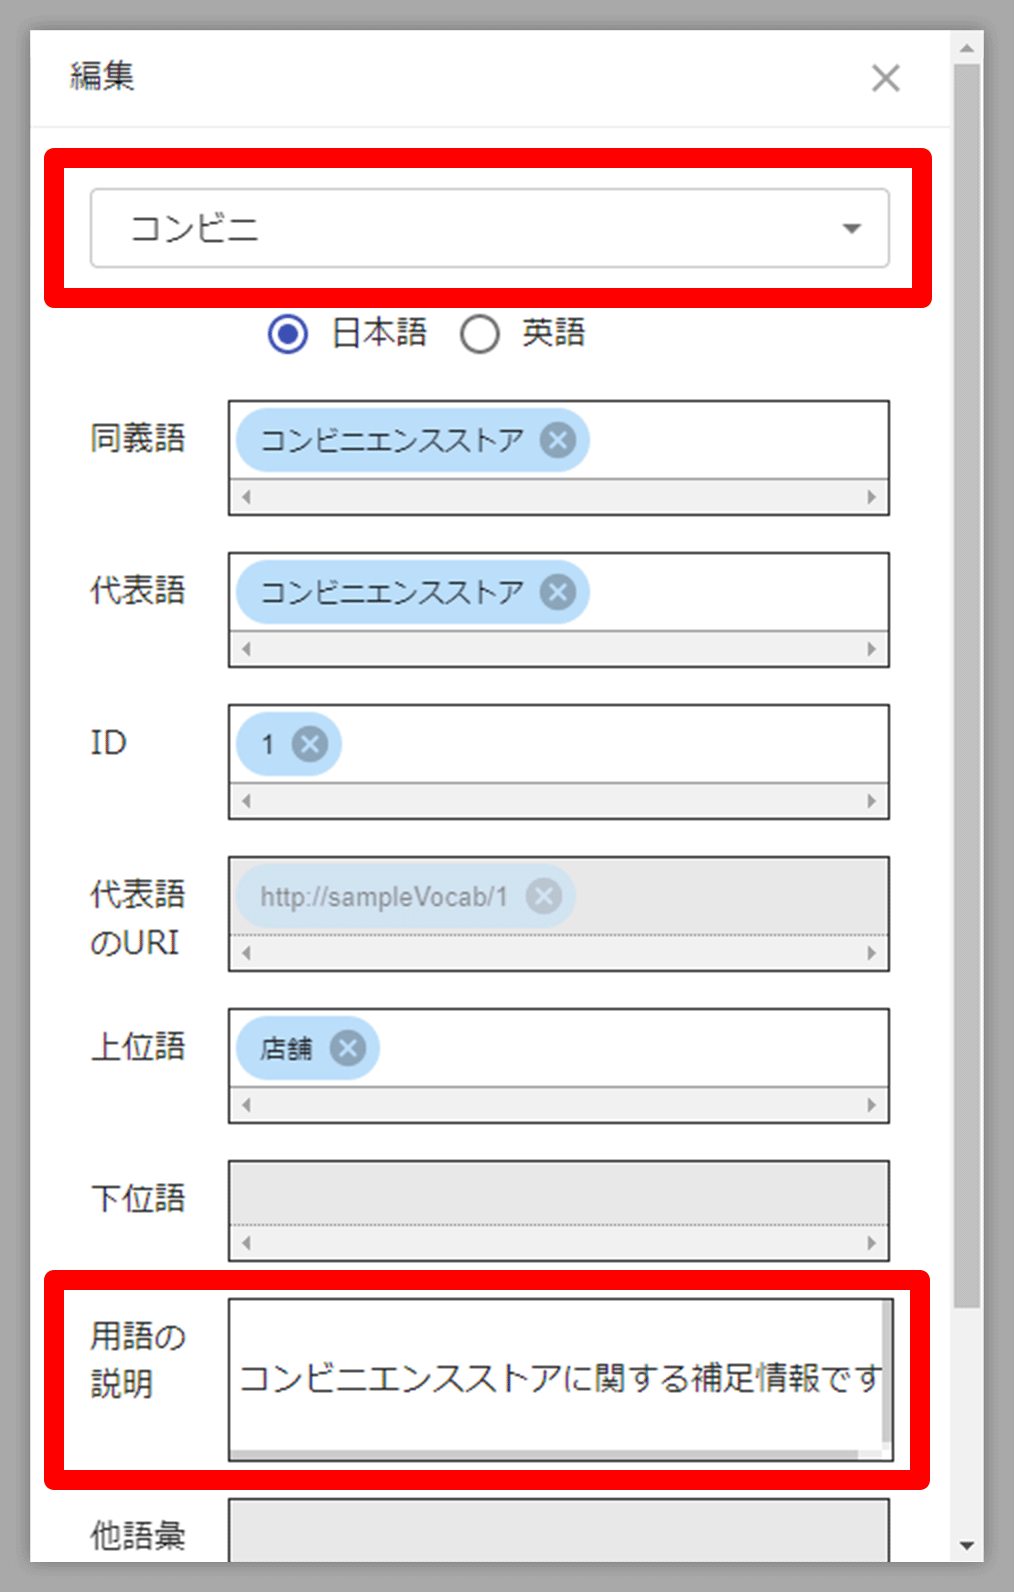 編集
コンビニ
日本語 英語
同義語 コンビニエンスストア
代表語 コンビニエンスストア
ID 1
代表語
のURI
http://sampleVocab/1
上位語 店舗
下位語
用語の
説明
コンビニエンスストアに関する補足情報です
他語彙